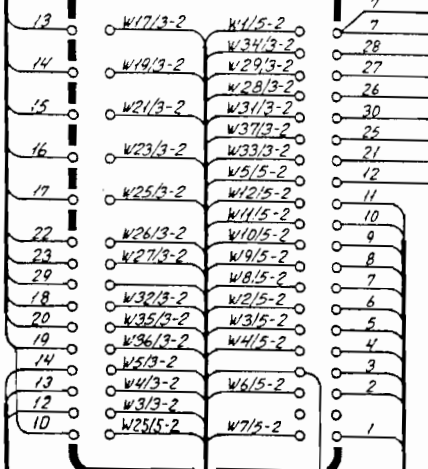 7
13 W17/3-2 W1/5-2 7
W34/3-2 28
14 W19/3-2 W29/3-2 27
W28/3-2 26
15 W21/3-2 W31/3-2 30
W37/3-2 25
16 W23/3-2 W33/3-2 21
W5/5-2 12
17 W25/3-2 W12/5-2 11
W11/5-2 10
22 W26/3-2 W10/5-2 9
23 W27/3-2 W9/5-2 8
29 W8/5-2 7
18 W32/3-2 W2/5-2 6
20 W35/3-2 W3/5-2 5
19 W36/3-2 W4/5-2 4
14 W5/3-2 3
13 W4/3-2 W6/5-2 2
12 W3/3-2
10 W25/5-2 W7/5-2 1